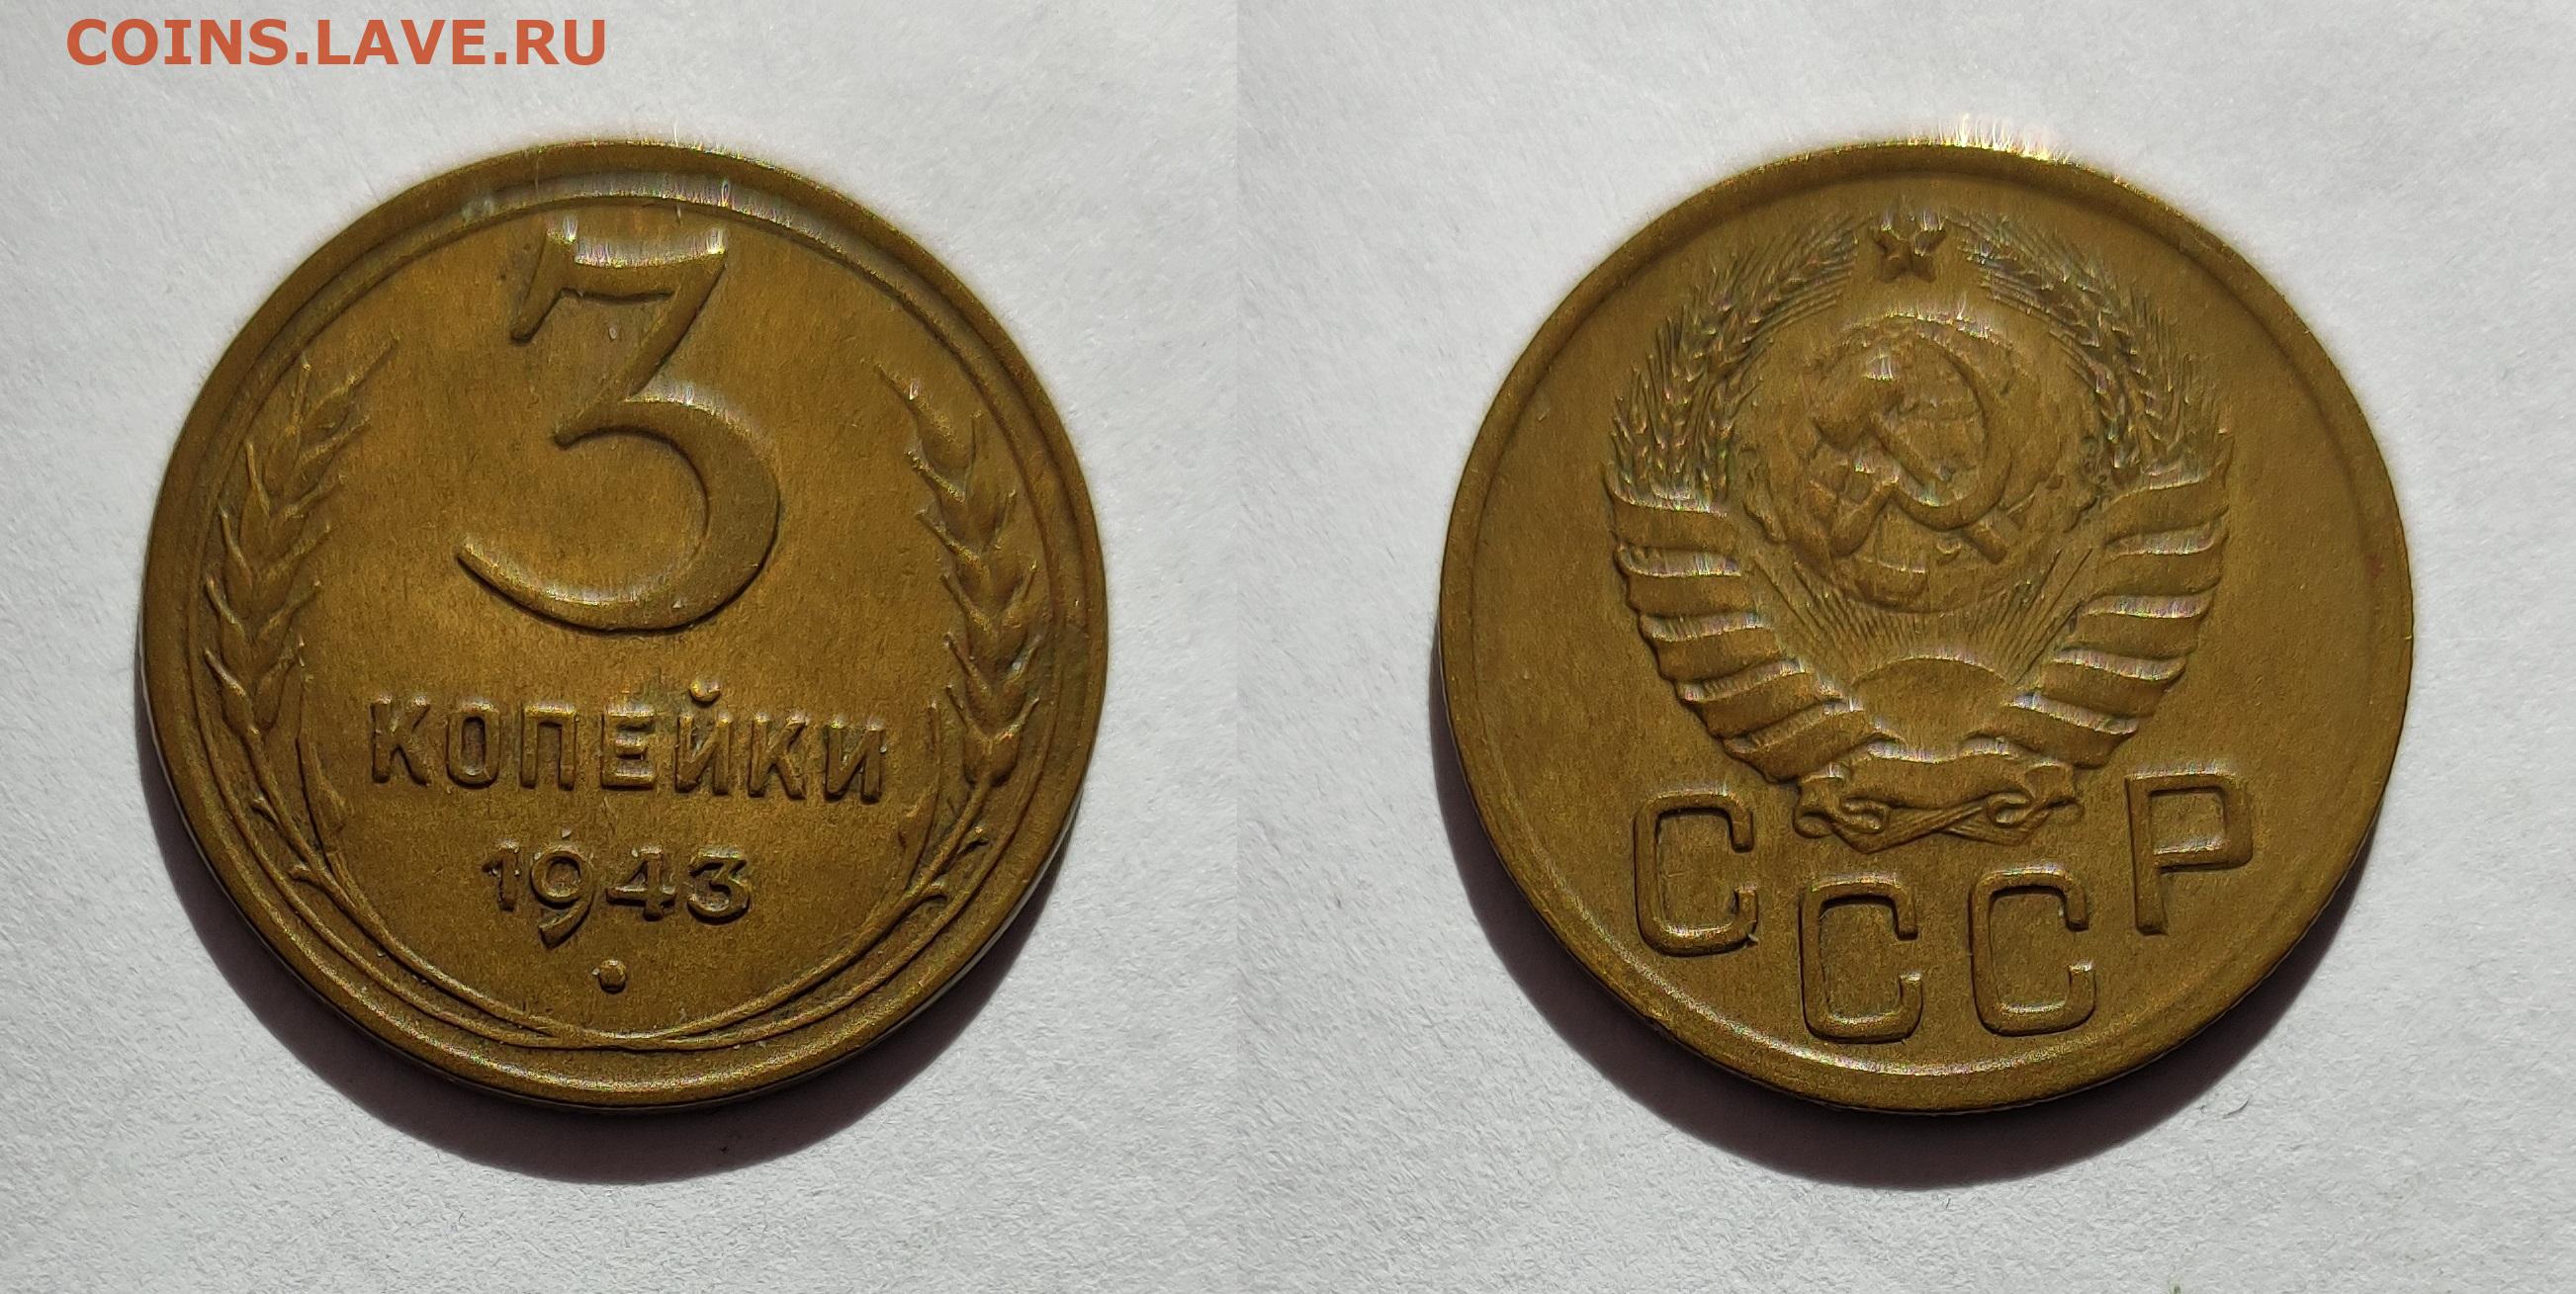 COINS.LAVE.RU
3
КОПЕЙКИ
1943
СССР